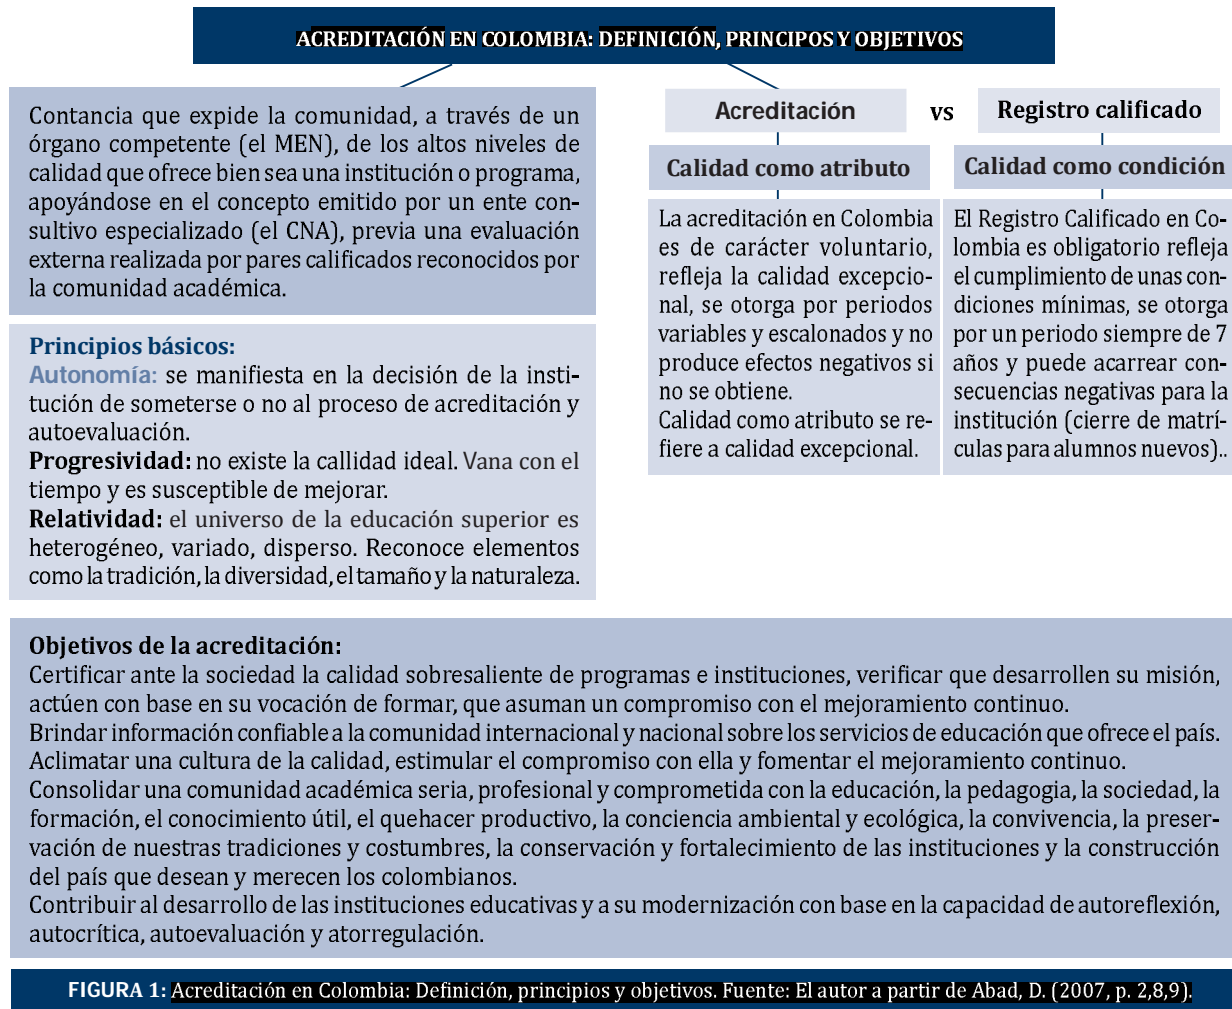 ACREDITACIÓN EN COLOMBIA: DEFINICIÓN, PRINCIPOS Y OBJETIVOS
Contancia que expide la comunidad, a través de un
órgano competente (el MEN), de los altos niveles de
calidad que ofrece bien sea una institución o programa,
apoyándose en el concepto emitido por un ente con-
sultivo especializado (el CNA), previa una evaluación
externa realizada por pares calificados reconocidos por
la comunidad académica.
Principios básicos:
Autonomía: se manifiesta en la decisión de la insti-
tución de someterse o no al proceso de acreditación y
autoevaluación.
Progresividad: no existe la callidad ideal. Vana con el
tiempo y es susceptible de mejorar.
Relatividad: el universo de la educación superior es
heterogéneo, variado, disperso. Reconoce elementos
como la tradición, la diversidad, el tamaño y la naturaleza.
Acreditación vs Registro calificado
Calidad como atributo
La acreditación en Colombia
es de carácter voluntario,
refleja la calidad excepcio-
nal, se otorga por periodos
variables y escalonados y no
produce efectos negativos si
no se obtiene.
Calidad como atributo se re-
fiere a calidad excepcional.
Calidad como condición
El Registro Calificado en Co-
lombia es obligatorio refleja
el cumplimiento de unas con-
diciones mínimas, se otorga
por un periodo siempre de 7
años y puede acarrear con-
secuencias negativas para la
institución (cierre de matrí-
culas para alumnos nuevos)..
Objetivos de la acreditación:
Certificar ante la sociedad la calidad sobresaliente de programas e instituciones, verificar que desarrollen su misión,
actúen con base en su vocación de formar, que asuman un compromiso con el mejoramiento continuo.
Brindar información confiable a la comunidad internacional y nacional sobre los servicios de educación que ofrece el país.
Aclimatar una cultura de la calidad, estimular el compromiso con ella y fomentar el mejoramiento continuo.
Consolidar una comunidad académica seria, profesional y comprometida con la educación, la pedagogia, la sociedad, la
formación, el conocimiento útil, el quehacer productivo, la conciencia ambiental y ecológica, la convivencia, la preser-
vación de nuestras tradiciones y costumbres, la conservación y fortalecimiento de las instituciones y la construcción
del país que desean y merecen los colombianos.
Contribuir al desarrollo de las instituciones educativas y a su modernización con base en la capacidad de autoreflexión,
autocrítica, autoevaluación y atorregulación.
FIGURA 1: Acreditación en Colombia: Definición, principios y objetivos. Fuente: El autor a partir de Abad, D. (2007, p. 2,8,9).